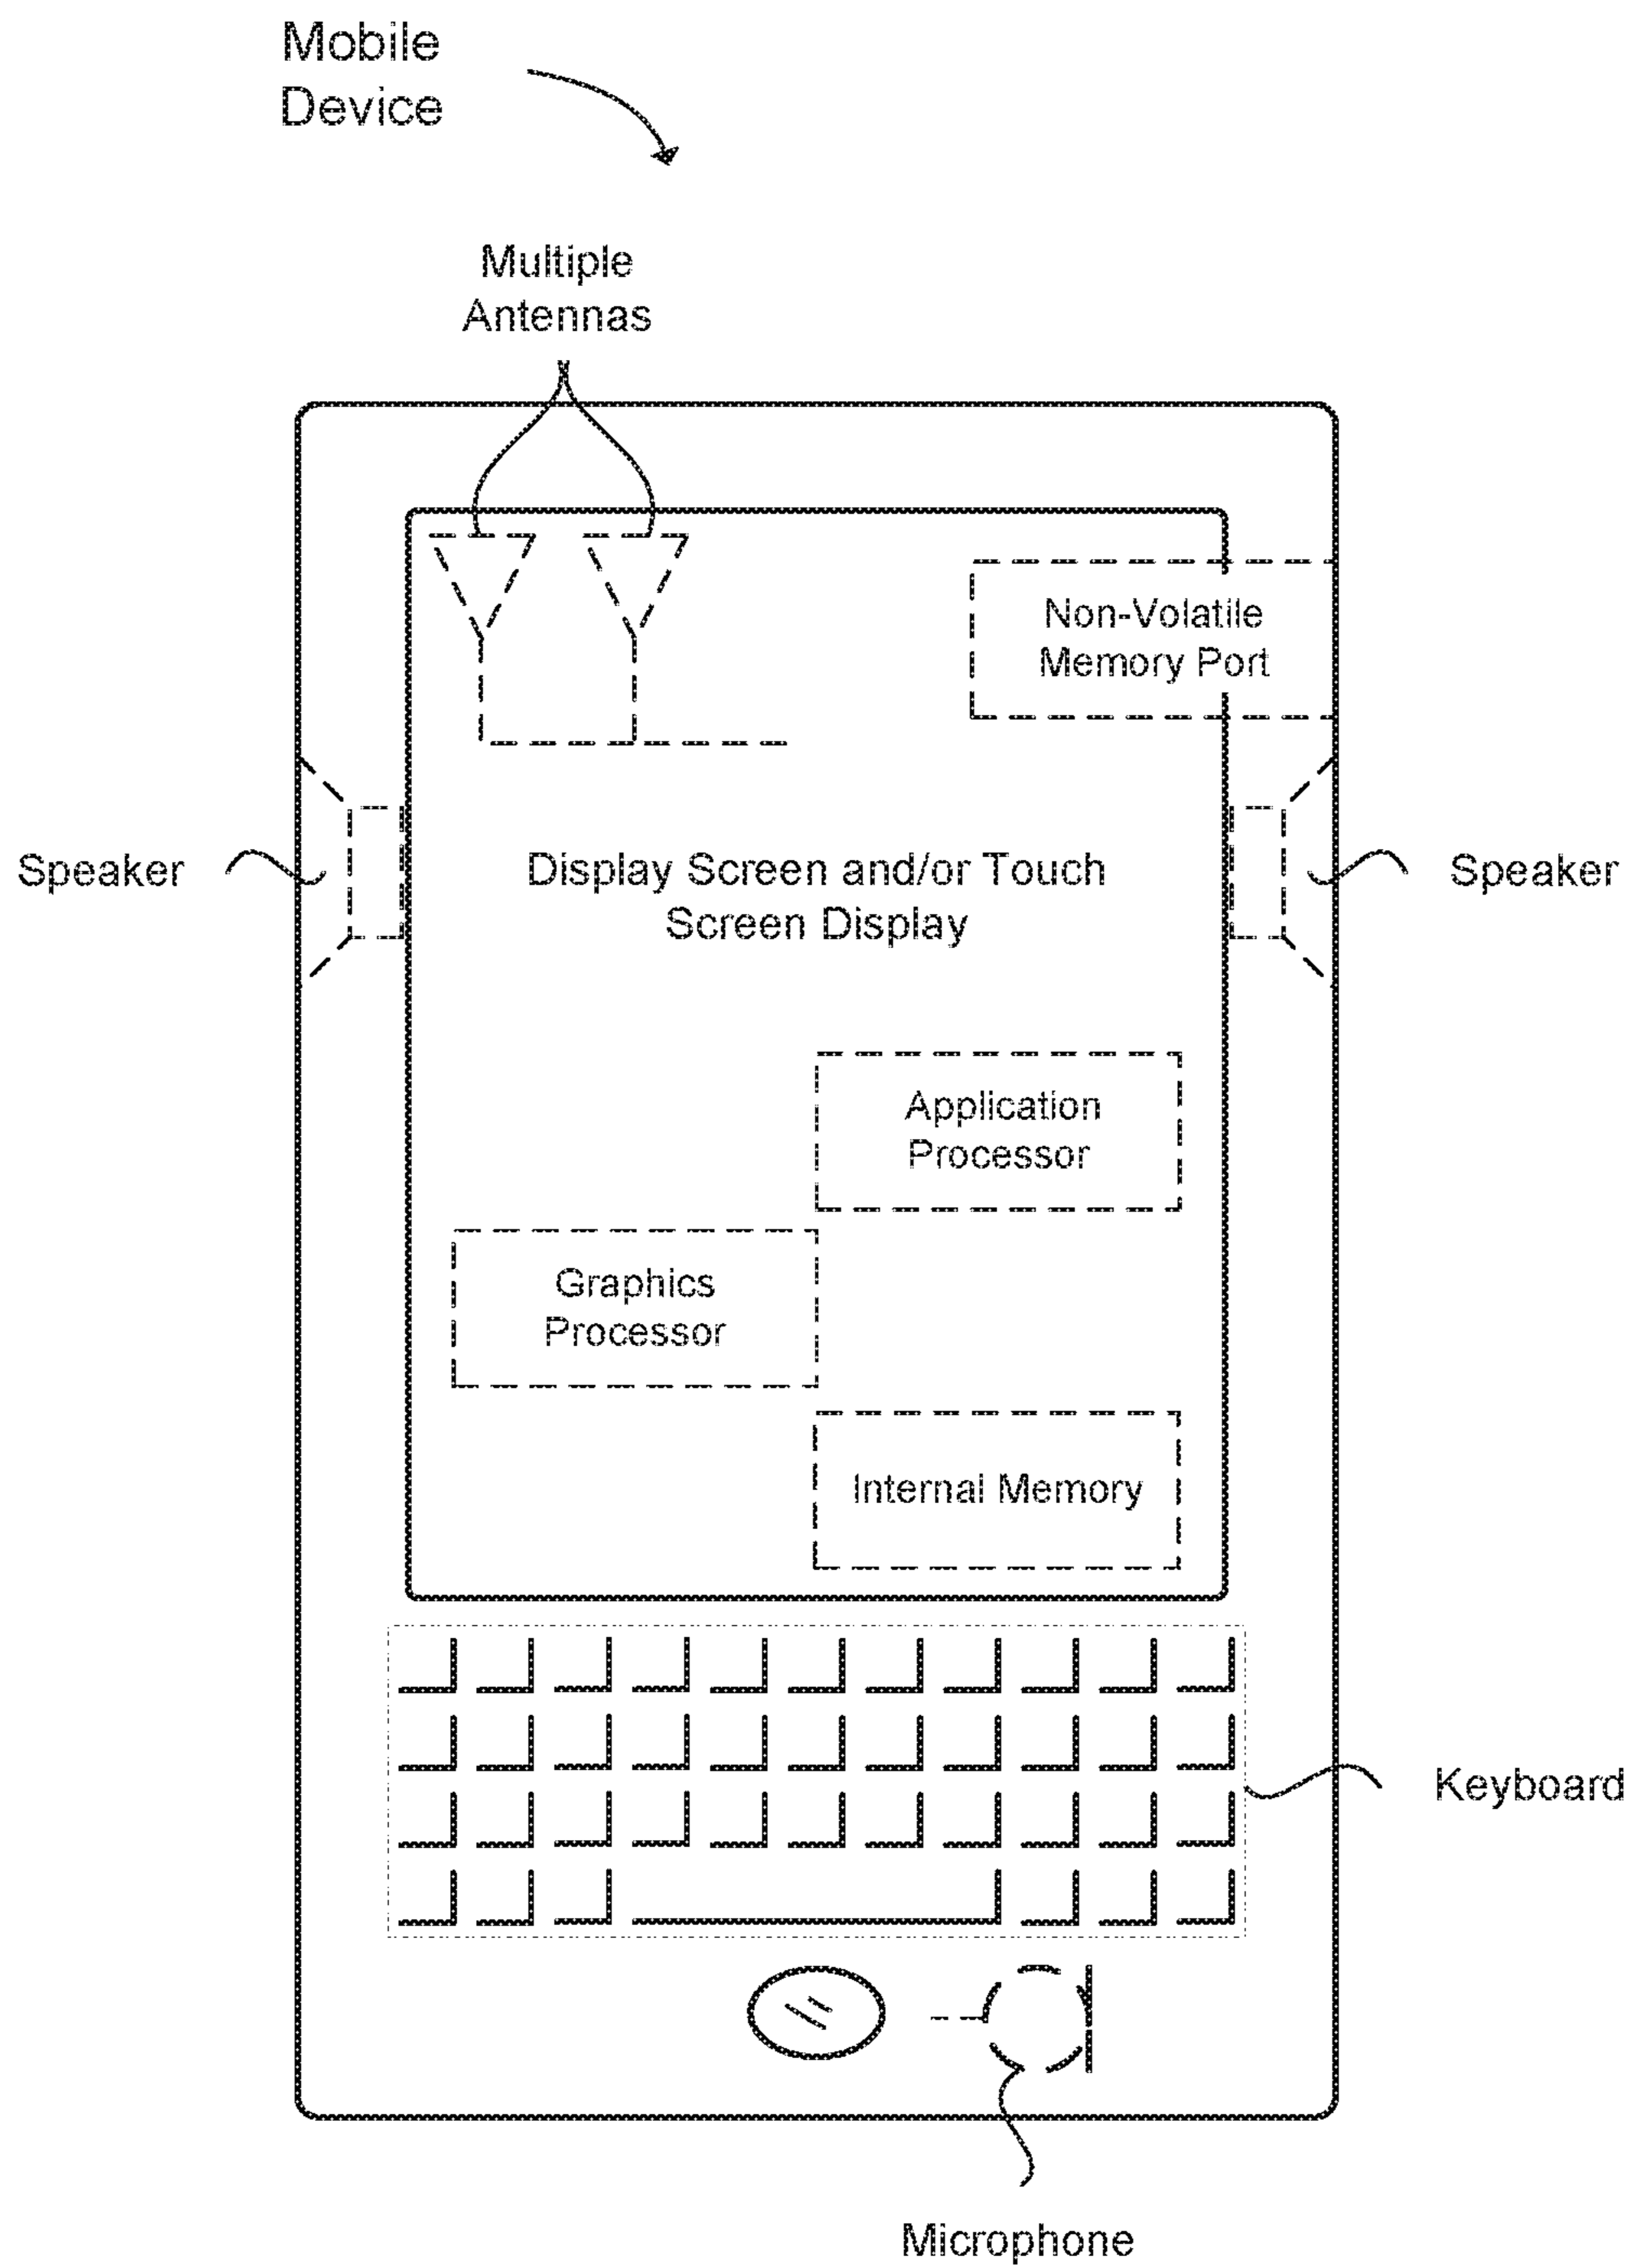 Mobile
Device
Multiple
Antennas
Non-Volatile
Memory Port
Speaker
Display Screen and/or Touch
Screen Display
Speaker
Application
Processor
Graphics
Processor
Internal Memory
Keyboard
Microphone